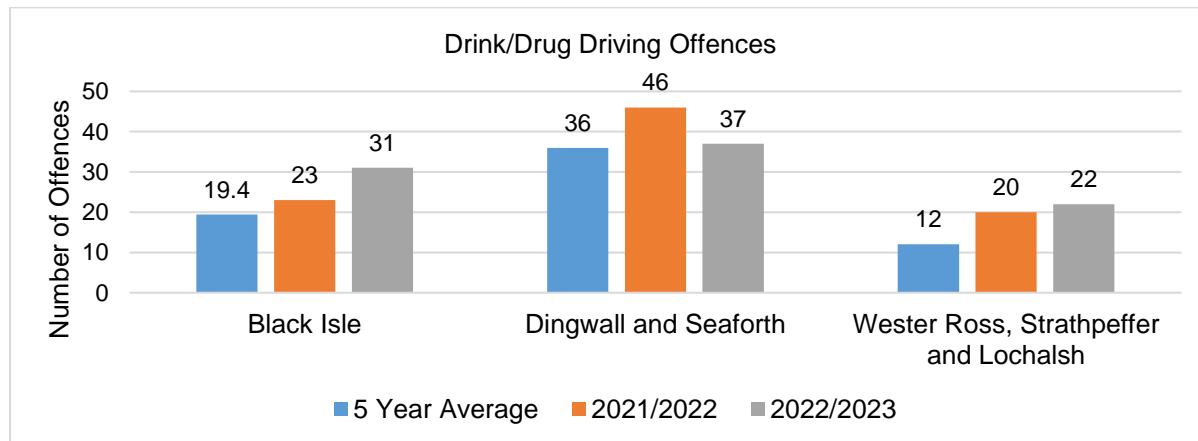 Drink/Drug Driving Offences
Number of Offences
50
40
30
20
10
0
19.4
23
31
36
46
37
12
20
22
Black Isle
Dingwall and Seaforth
Wester Ross, Strathpeffer
and Lochalsh
5 Year Average
2021/2022
2022/2023